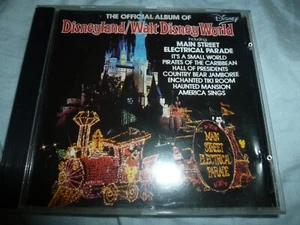 THE OFFICIAL ALBUM OF
Disney
Disneyland/Walt Disney World
including
MAIN STREET
ELECTRICAL PARADE
IT'S A SMALL WORLD
PIRATES OF THE CARIBBEAN
HALL OF PRESIDENTS
COUNTRY BEAR JAMBOREE
ENCHANTED TIKI ROOM
HAUNTED MANSION
AMERICA SINGS
MAIN
STREET
ELECTRICAL
PARADE